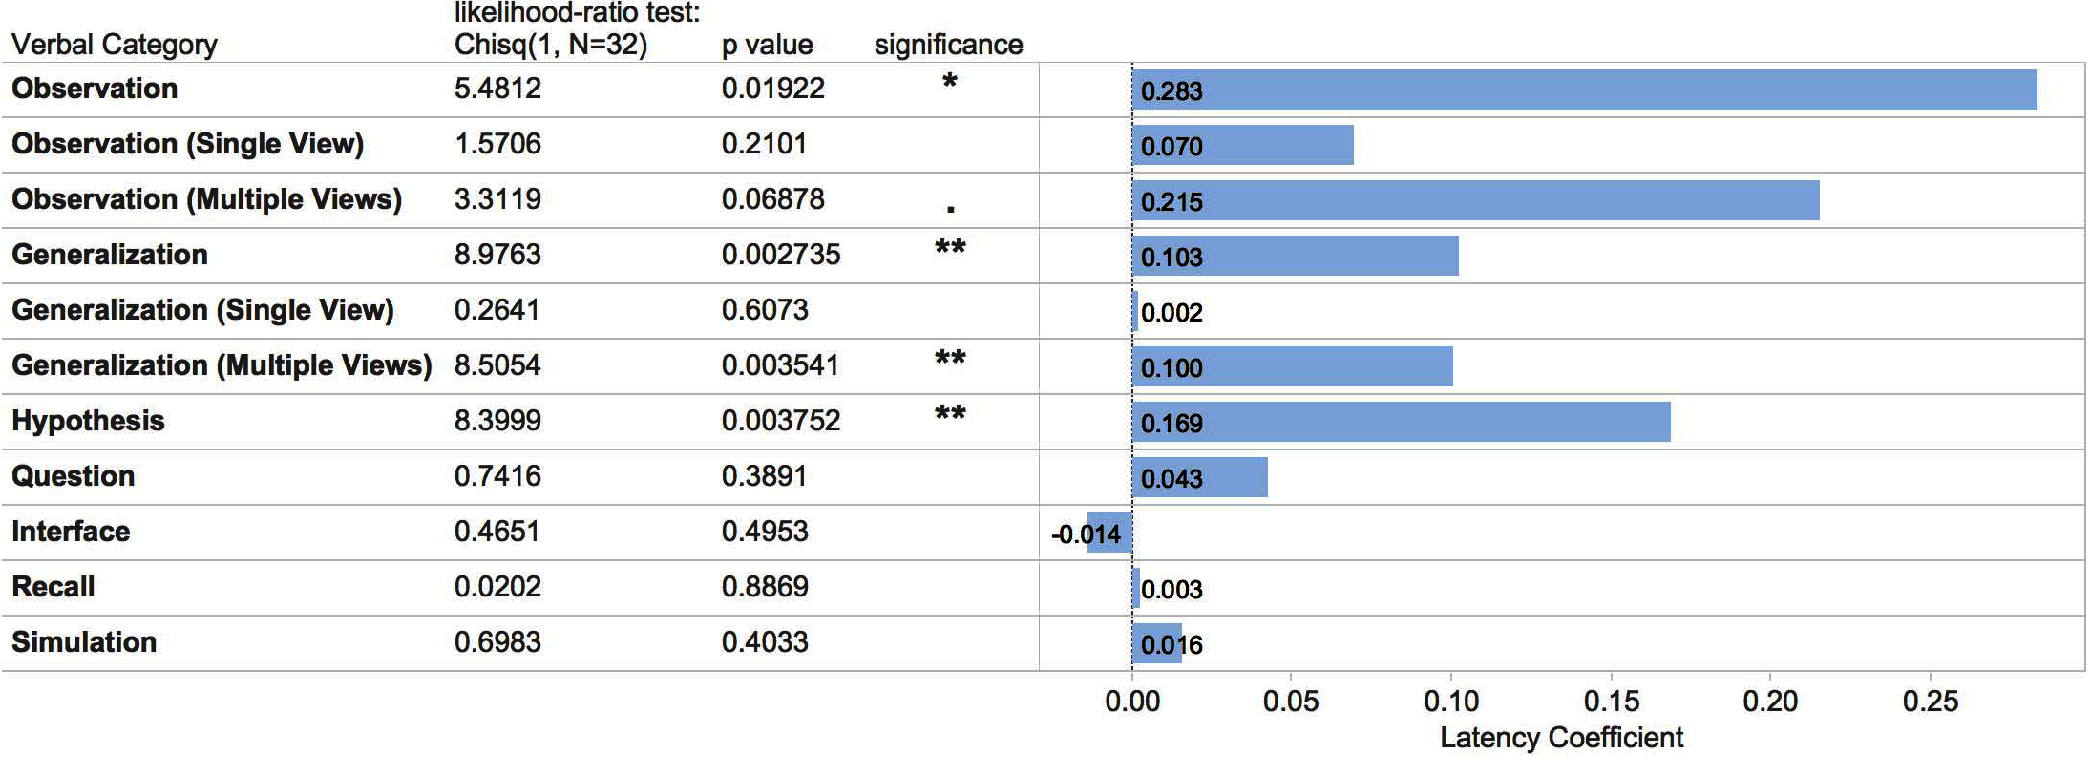 likelihood-ratio test:
Verbal Category Chisq(1, N=32) p value significance
Observation 5.4812 0.01922 * 0.283
Observation (Single View) 1.5706 0.2101 0.070
Observation (Multiple Views) 3.3119 0.06878 . 0.215
Generalization 8.9763 0.002735 ** 0.103
Generalization (Single View) 0.2641 0.6073 0.002
Generalization (Multiple Views) 8.5054 0.003541 ** 0.100
Hypothesis 8.3999 0.003752 ** 0.169
Question 0.7416 0.3891 0.043
Interface 0.4651 0.4953 -0.014
Recall 0.0202 0.8869 0.003
Simulation 0.6983 0.4033 0.016
0.00 0.05 0.10 0.15 0.20 0.25
Latency Coefficient